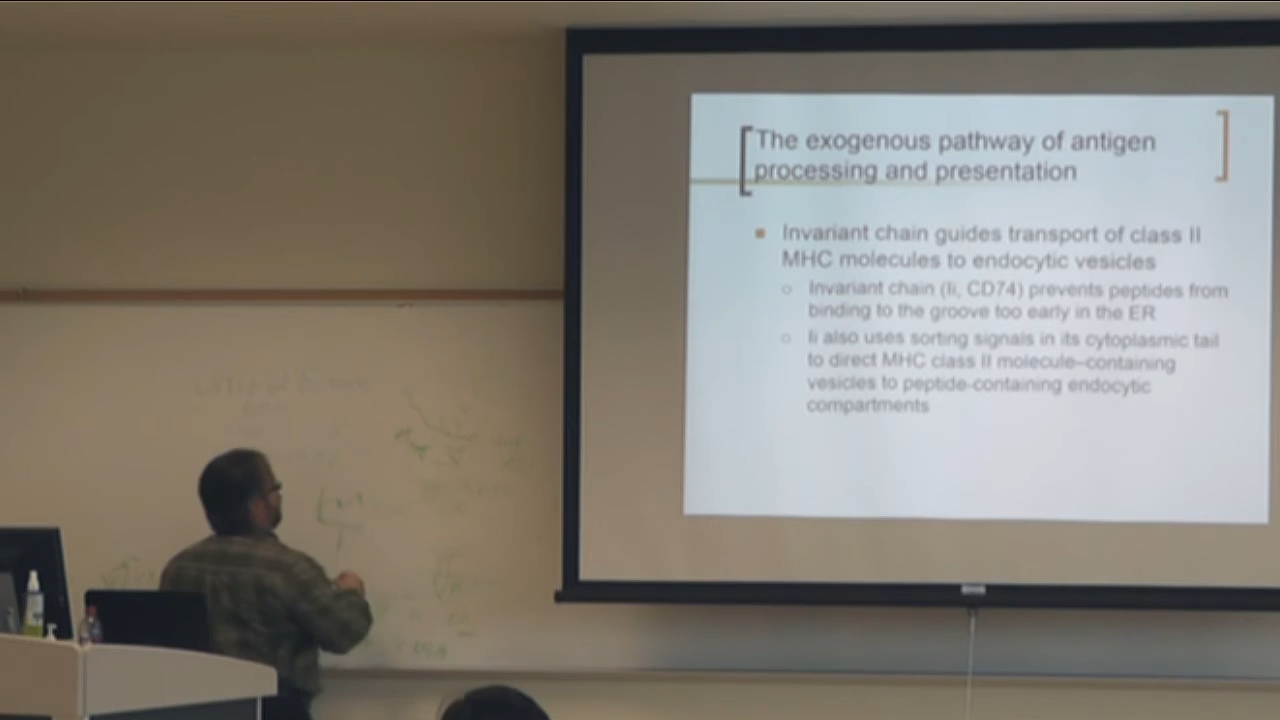 The exogenous pathway of antigen
processing and presentation
Invariant chain guides transport of class II
MHC molecules to endocytic vesicles
Invariant chain (Ii, CD74) prevents peptides from
binding to the groove too early in the ER
Ii also uses sorting signals in its cytoplasmic tail
to direct MHC class II molecule–containing
vesicles to peptide-containing endocytic
compartments